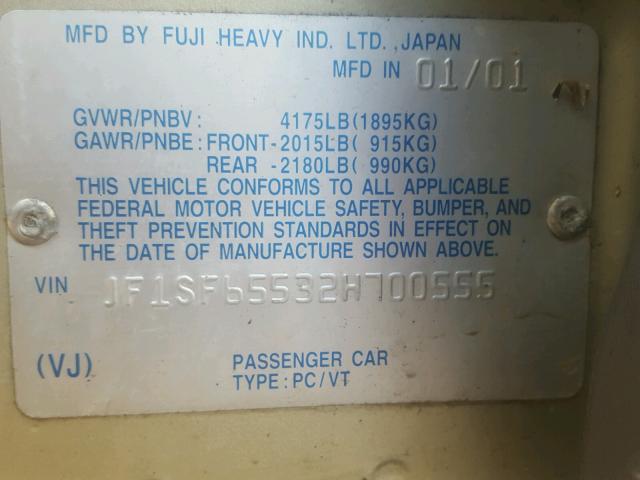 MFD BY FUJI HEAVY IND. LTD., JAPAN
MFD IN 01/01
GVWR/PNBV: 4175LB(1895KG)
GAWR/PNBE: FRONT-2015LB( 915KG)
REAR -2180LB( 990KG)
THIS VEHICLE CONFORMS TO ALL APPLICABLE
FEDERAL MOTOR VEHICLE SAFETY, BUMPER, AND
THEFT PREVENTION STANDARDS IN EFFECT ON
THE DATE OF MANUFACTURE SHOWN ABOVE.
VIN JF1SF65532H700555
(VJ) PASSENGER CAR
TYPE: PC/VT